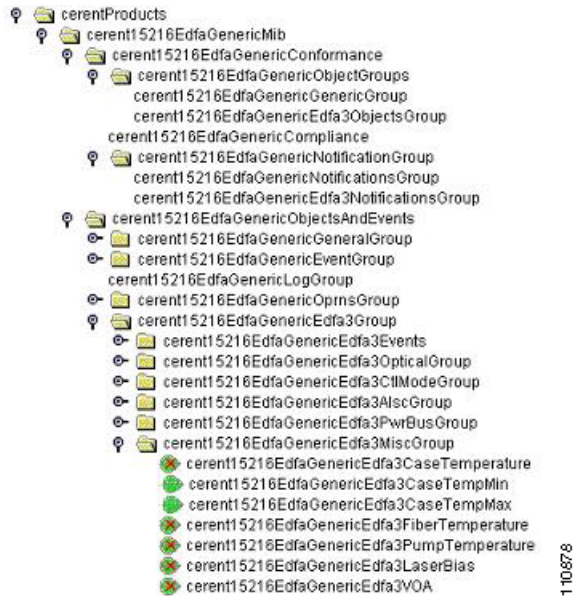 cerentProducts
cerent15216EdfaGenericMib
cerent15216EdfaGenericConformance
cerent15216EdfaGenericObjectGroups
cerent15216EdfaGenericGenericGroup
cerent15216EdfaGenericEdfa3ObjectsGroup
cerent15216EdfaGenericCompliance
cerent15216EdfaGenericNotificationGroup
cerent15216EdfaGenericNotificationsGroup
cerent15216EdfaGenericEdfa3NotificationsGroup
cerent15216EdfaGenericObjectsAndEvents
cerent15216EdfaGenericGeneralGroup
cerent15216EdfaGenericEventGroup
cerent15216EdfaGenericLogGroup
cerent15216EdfaGenericOprnsGroup
cerent15216EdfaGenericEdfa3Group
cerent15216EdfaGenericEdfa3Events
cerent15216EdfaGenericEdfa3OpticalGroup
cerent15216EdfaGenericEdfa3CtlModeGroup
cerent15216EdfaGenericEdfa3AlscGroup
cerent15216EdfaGenericEdfa3PwrBusGroup
cerent15216EdfaGenericEdfa3MiscGroup
cerent15216EdfaGenericEdfa3CaseTemperature
cerent15216EdfaGenericEdfa3CaseTempMin
cerent15216EdfaGenericEdfa3CaseTempMax
cerent15216EdfaGenericEdfa3FiberTemperature
cerent15216EdfaGenericEdfa3PumpTemperature
cerent15216EdfaGenericEdfa3LaserBias
cerent15216EdfaGenericEdfa3VOA
110878